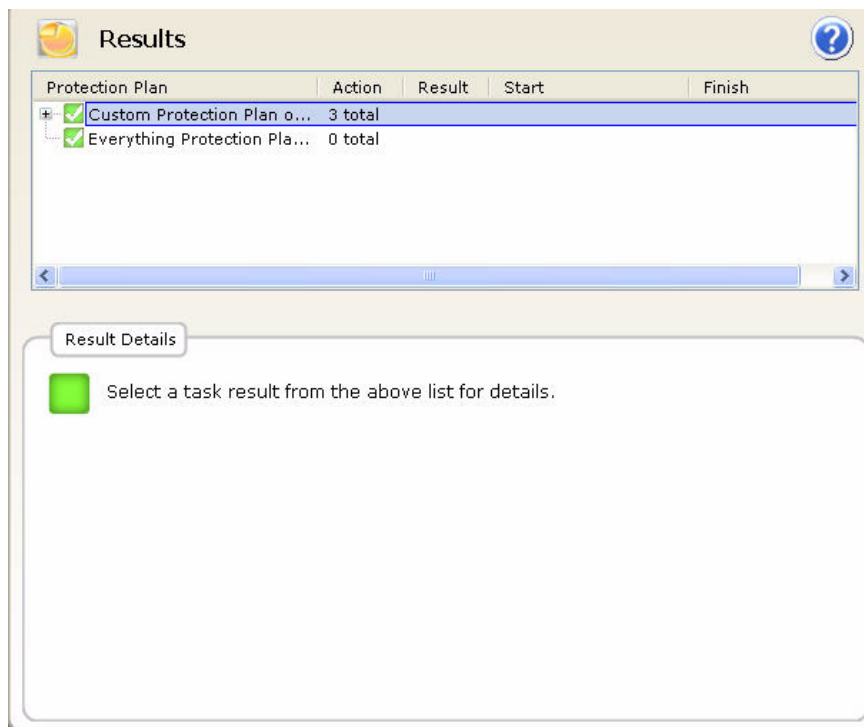 Results
Protection Plan Action Result Start Finish
Custom Protection Plan o... 3 total
Everything Protection Pla... 0 total
Result Details
Select a task result from the above list for details.